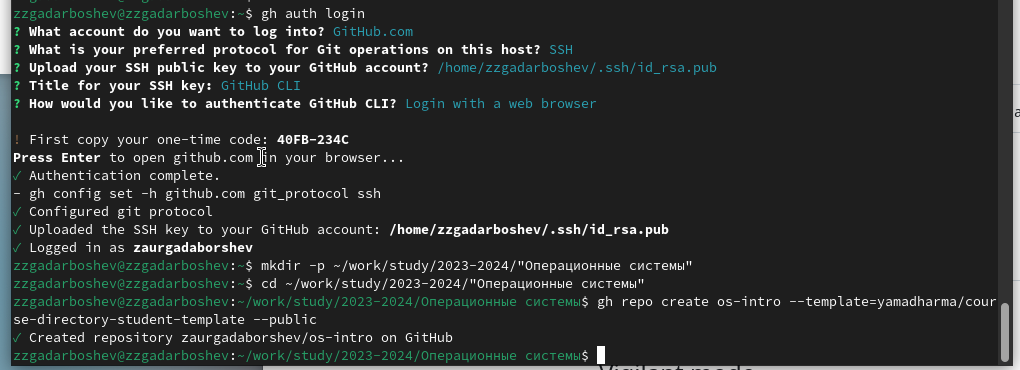 zzgadarboshev@zzgadarboshev:~$ gh auth login
? What account do you want to log into? GitHub.com
? What is your preferred protocol for Git operations on this host? SSH
? Upload your SSH public key to your GitHub account? /home/zzgadarboshev/.ssh/id_rsa.pub
? Title for your SSH key: GitHub CLI
? How would you like to authenticate GitHub CLI? Login with a web browser
! First copy your one-time code: 40FB-234C
Press Enter to open github.com in your browser...
✓ Authentication complete.
- gh config set -h github.com git_protocol ssh
✓ Configured git protocol
✓ Uploaded the SSH key to your GitHub account: /home/zzgadarboshev/.ssh/id_rsa.pub
✓ Logged in as zaurgadaborshev
zzgadarboshev@zzgadarboshev:~$ mkdir -p ~/work/study/2023-2024/"Операционные системы"
zzgadarboshev@zzgadarboshev:~$ cd ~/work/study/2023-2024/"Операционные системы"
zzgadarboshev@zzgadarboshev:~/work/study/2023-2024/Операционные системы$ gh repo create os-intro --template=yamadharma/cour
se-directory-student-template --public
✓ Created repository zaurgadaborshev/os-intro on GitHub
zzgadarboshev@zzgadarboshev:~/work/study/2023-2024/Операционные системы$